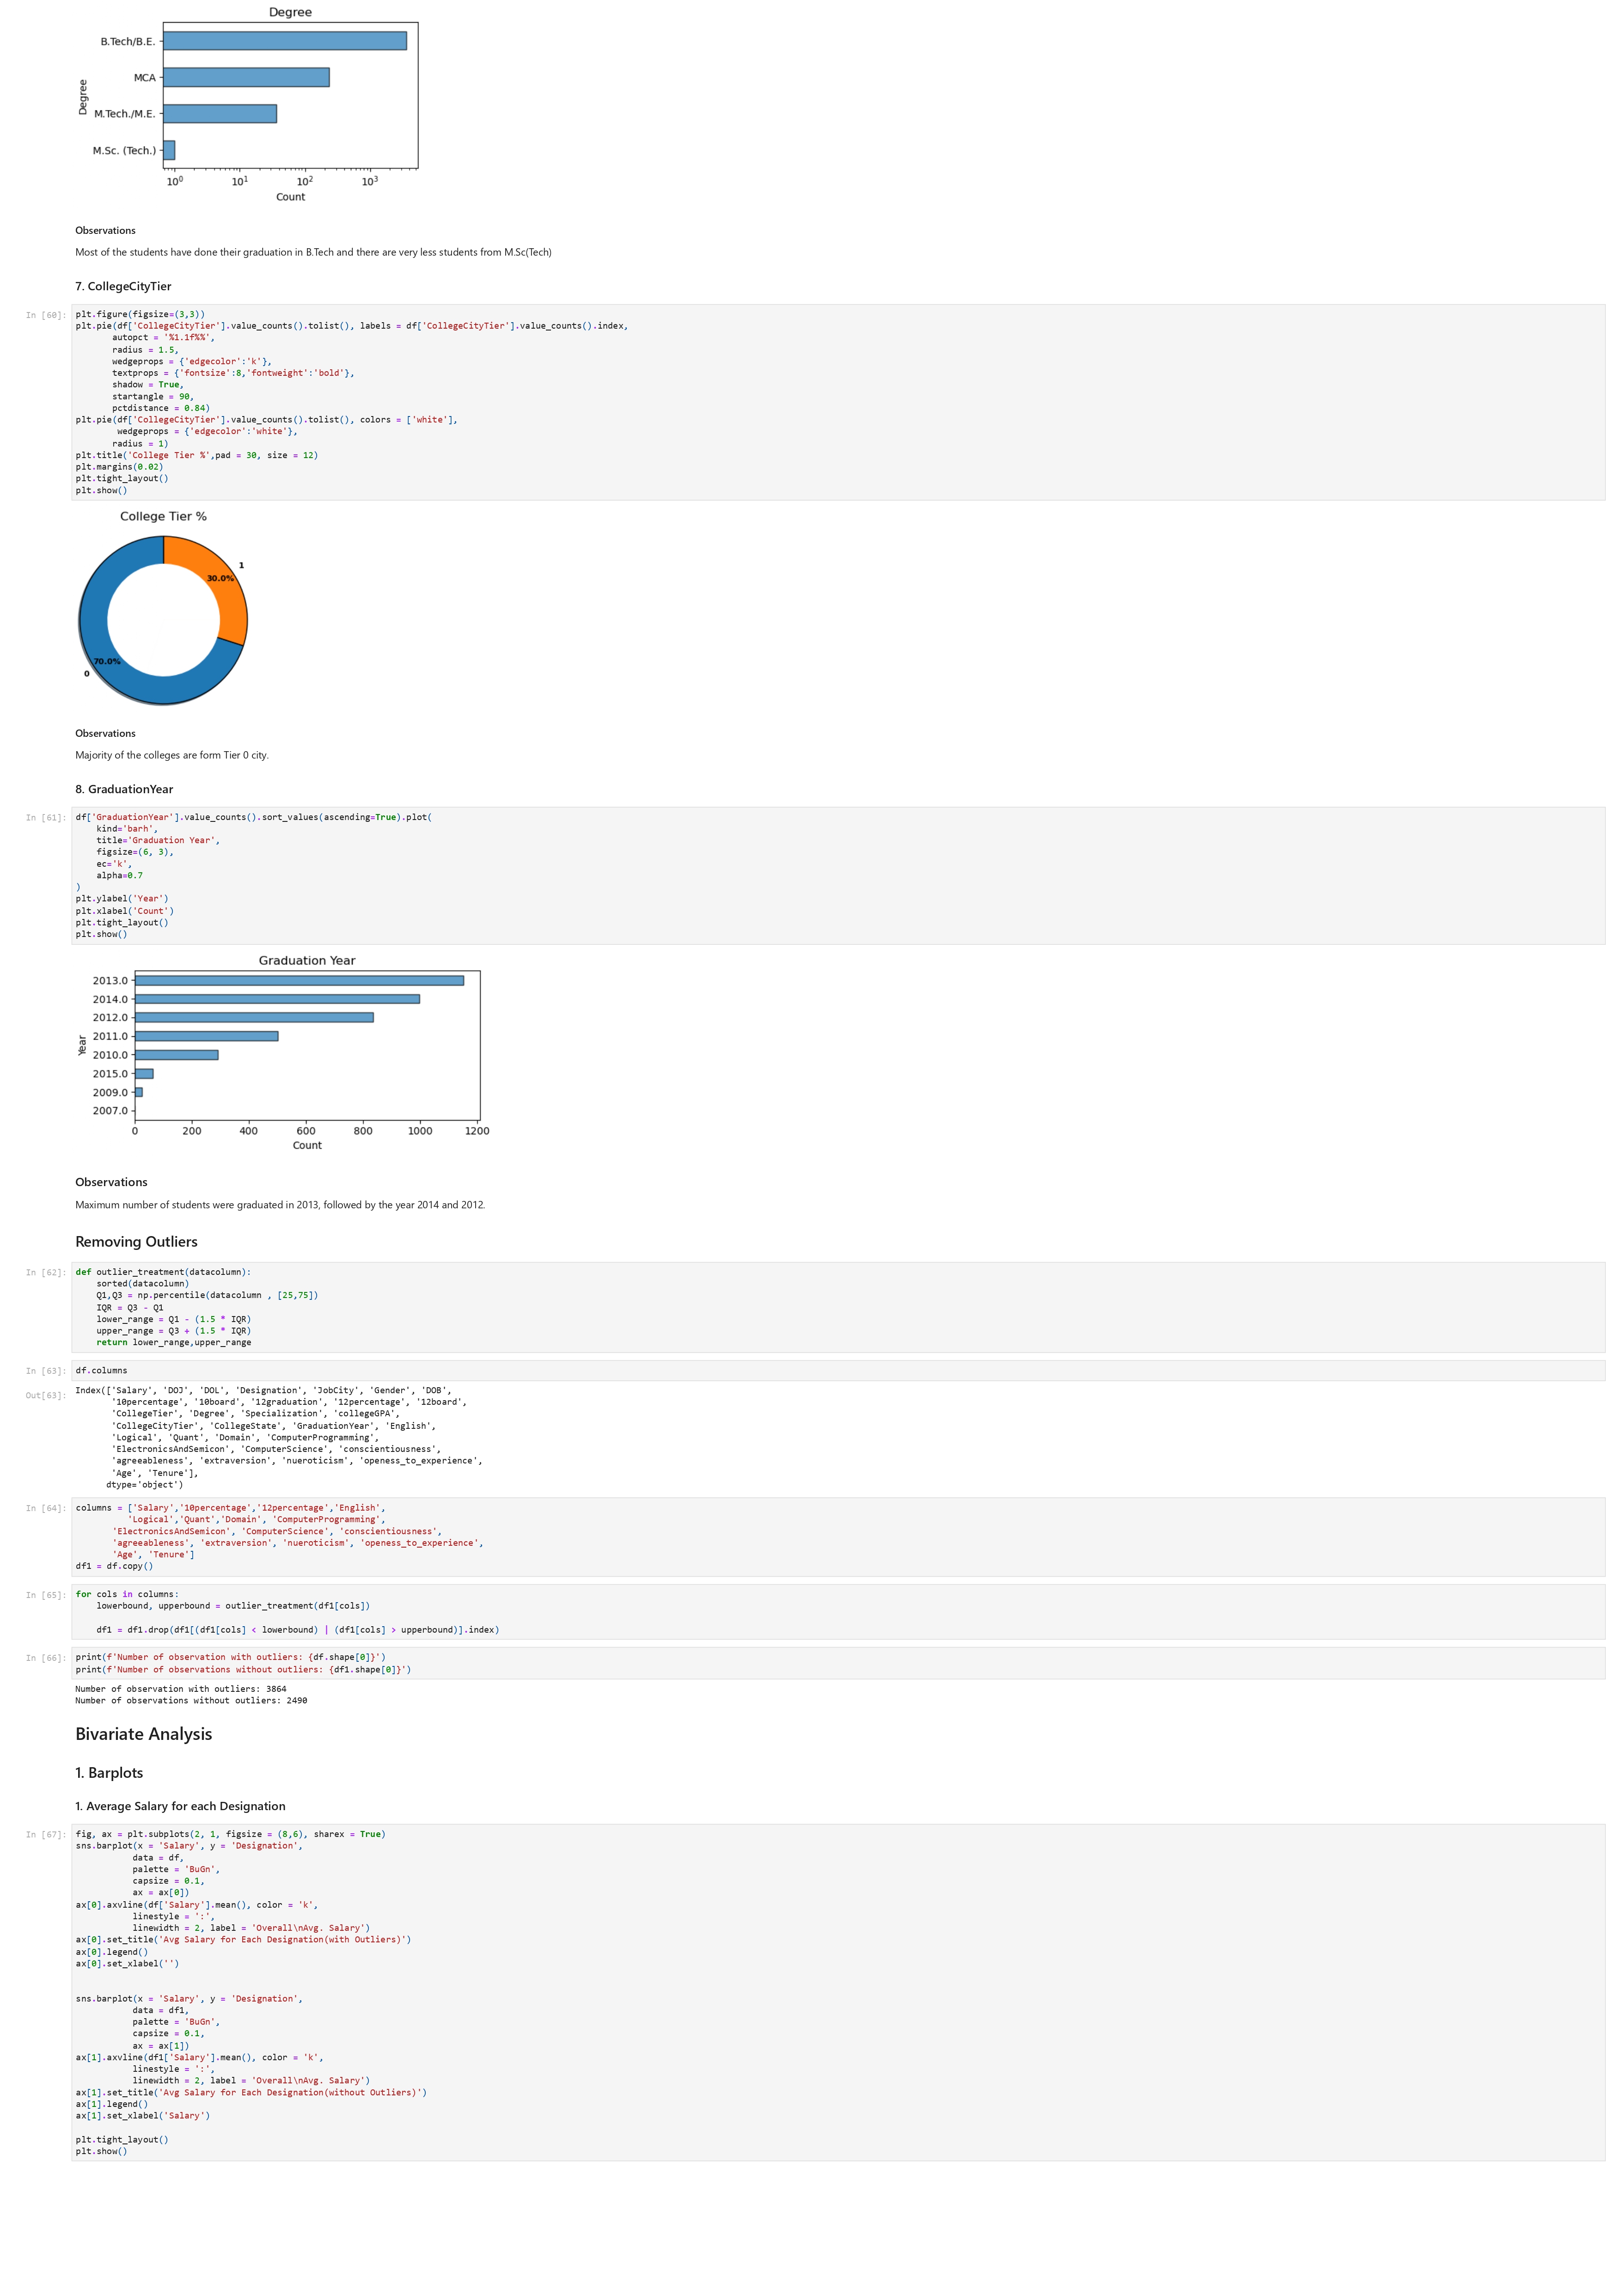 Degree
B.Tech/B.E.
MCA
M.Tech./M.E.
M.Sc. (Tech.)
Degree
10^0 10^1 10^2 10^3
Count
Observations
Most of the students have done their graduation in B.Tech and there are very less students from M.Sc(Tech)
7. CollegeCityTier
In [60]:
plt.figure(figsize=(3,3))
plt.pie(df['CollegeCityTier'].value_counts().tolist(), labels = df['CollegeCityTier'].value_counts().index,
       autopct = '%1.1f%%',
       radius = 1.5,
       wedgeprops = {'edgecolor':'k'},
       textprops = {'fontsize':8,'fontweight':'bold'},
       shadow = True,
       startangle = 90,
       pctdistance = 0.84)
plt.pie(df['CollegeCityTier'].value_counts().tolist(), colors = ['white'],
        wedgeprops = {'edgecolor':'white'},
       radius = 1)
plt.title('College Tier %',pad = 30, size = 12)
plt.margins(0.02)
plt.tight_layout()
plt.show()
College Tier %
1
30.0%
70.0%
0
Observations
Majority of the colleges are form Tier 0 city.
8. GraduationYear
In [61]:
df['GraduationYear'].value_counts().sort_values(ascending=True).plot(
    kind='barh',
    title='Graduation Year',
    figsize=(6, 3),
    ec='k',
    alpha=0.7
)
plt.ylabel('Year')
plt.xlabel('Count')
plt.tight_layout()
plt.show()
Graduation Year
2013.0
2014.0
2012.0
2011.0
2010.0
2015.0
2009.0
2007.0
Year
0 200 400 600 800 1000 1200
Count
Observations
Maximum number of students were graduated in 2013, followed by the year 2014 and 2012.
Removing Outliers
In [62]:
def outlier_treatment(datacolumn):
    sorted(datacolumn)
    Q1,Q3 = np.percentile(datacolumn , [25,75])
    IQR = Q3 - Q1
    lower_range = Q1 - (1.5 * IQR)
    upper_range = Q3 + (1.5 * IQR)
    return lower_range,upper_range
In [63]:
df.columns
Out[63]:
Index(['Salary', 'DOJ', 'DOL', 'Designation', 'JobCity', 'Gender', 'DOB',
       '10percentage', '10board', '12graduation', '12percentage', '12board',
       'CollegeTier', 'Degree', 'Specialization', 'collegeGPA',
       'CollegeCityTier', 'CollegeState', 'GraduationYear', 'English',
       'Logical', 'Quant', 'Domain', 'ComputerProgramming',
       'ElectronicsAndSemicon', 'ComputerScience', 'conscientiousness',
       'agreeableness', 'extraversion', 'nueroticism', 'openess_to_experience',
       'Age', 'Tenure'],
      dtype='object')
In [64]:
columns = ['Salary','10percentage','12percentage','English',
          'Logical','Quant','Domain', 'ComputerProgramming',
       'ElectronicsAndSemicon', 'ComputerScience', 'conscientiousness',
       'agreeableness', 'extraversion', 'nueroticism', 'openess_to_experience',
       'Age', 'Tenure']
df1 = df.copy()
In [65]:
for cols in columns:
    lowerbound, upperbound = outlier_treatment(df1[cols])
    df1 = df1.drop(df1[(df1[cols] < lowerbound) | (df1[cols] > upperbound)].index)
In [66]:
print(f'Number of observation with outliers: {df.shape[0]}')
print(f'Number of observations without outliers: {df1.shape[0]}')
Number of observation with outliers: 3864
Number of observations without outliers: 2490
Bivariate Analysis
1. Barplots
1. Average Salary for each Designation
In [67]:
fig, ax = plt.subplots(2, 1, figsize = (8,6), sharex = True)
sns.barplot(x = 'Salary', y = 'Designation',
           data = df,
           palette = 'BuGn',
           capsize = 0.1,
           ax = ax[0])
ax[0].axvline(df['Salary'].mean(), color = 'k',
           linestyle = ':',
           linewidth = 2, label = 'Overall\nAvg. Salary')
ax[0].set_title('Avg Salary for Each Designation(with Outliers)')
ax[0].legend()
ax[0].set_xlabel('')
sns.barplot(x = 'Salary', y = 'Designation',
           data = df1,
           palette = 'BuGn',
           capsize = 0.1,
           ax = ax[1])
ax[1].axvline(df1['Salary'].mean(), color = 'k',
           linestyle = ':',
           linewidth = 2, label = 'Overall\nAvg. Salary')
ax[1].set_title('Avg Salary for Each Designation(without Outliers)')
ax[1].legend()
ax[1].set_xlabel('Salary')
plt.tight_layout()
plt.show()